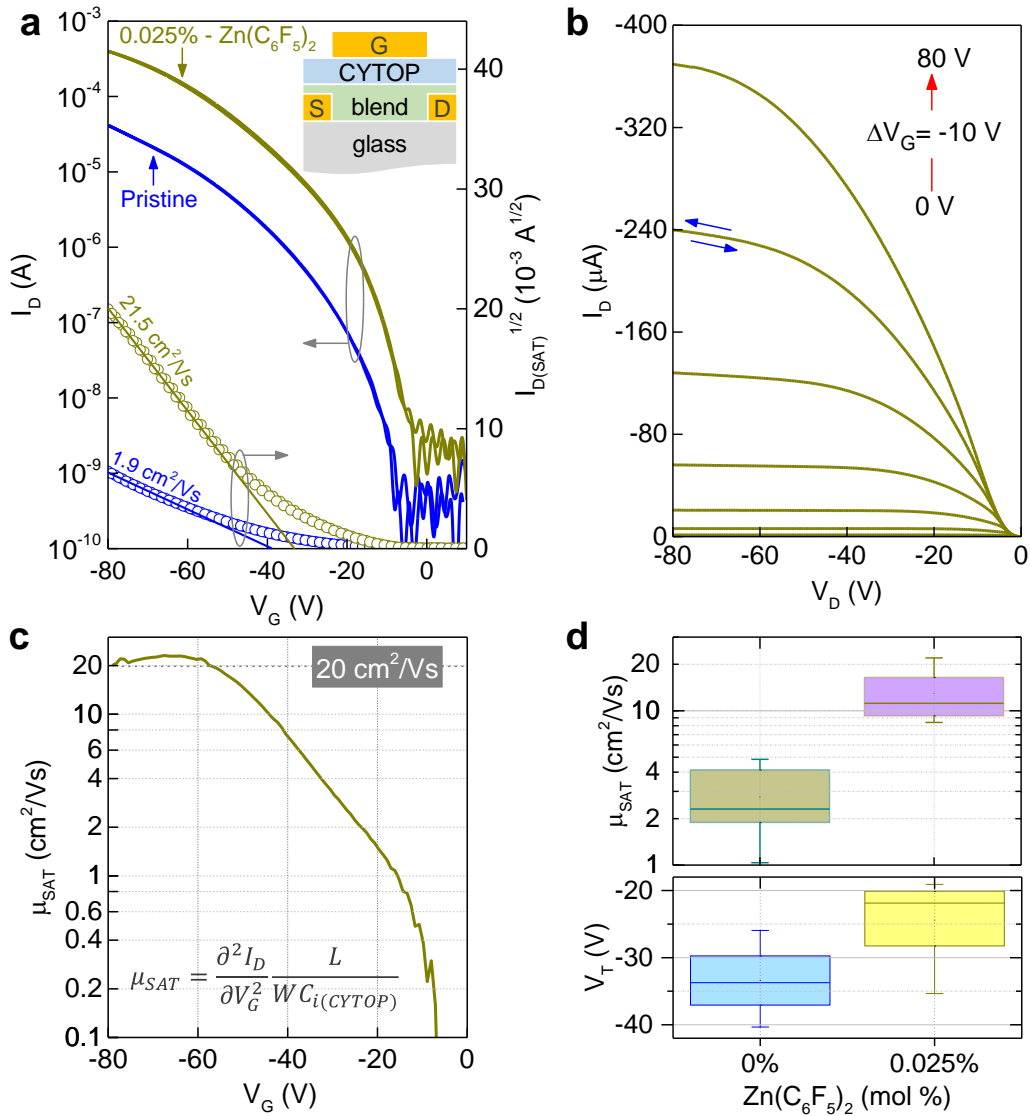 a
0.025% - Zn(C₆F₅)₂
Pristine
G
CYTOP
S
blend
D
glass
21.5 cm²/Vs
1.9 cm²/Vs
10⁻³
10⁻⁴
10⁻⁵
10⁻⁶
10⁻⁷
10⁻⁸
10⁻⁹
10⁻¹⁰
I_D (A)
40
30
20
10
0
I_D(SAT)^1/2 (10⁻³ A^1/2)
-80 -60 -40 -20 0
V_G (V)
b
80 V
ΔV_G= -10 V
0 V
-400
-320
-240
-160
-80
0
I_D (µA)
-80 -60 -40 -20 0
V_D (V)
c
20 cm²/Vs
20
10
6
4
2
1
0.6
0.4
0.2
0.1
µ_SAT (cm²/Vs)
µ_SAT = ∂²I_D/∂V_G² L/WC_i(CYTOP)
-80 -60 -40 -20 0
V_G (V)
d
20
10
4
2
1
µ_SAT (cm²/Vs)
-20
-30
-40
V_T (V)
0% 0.025%
Zn(C₆F₅)₂ (mol %)